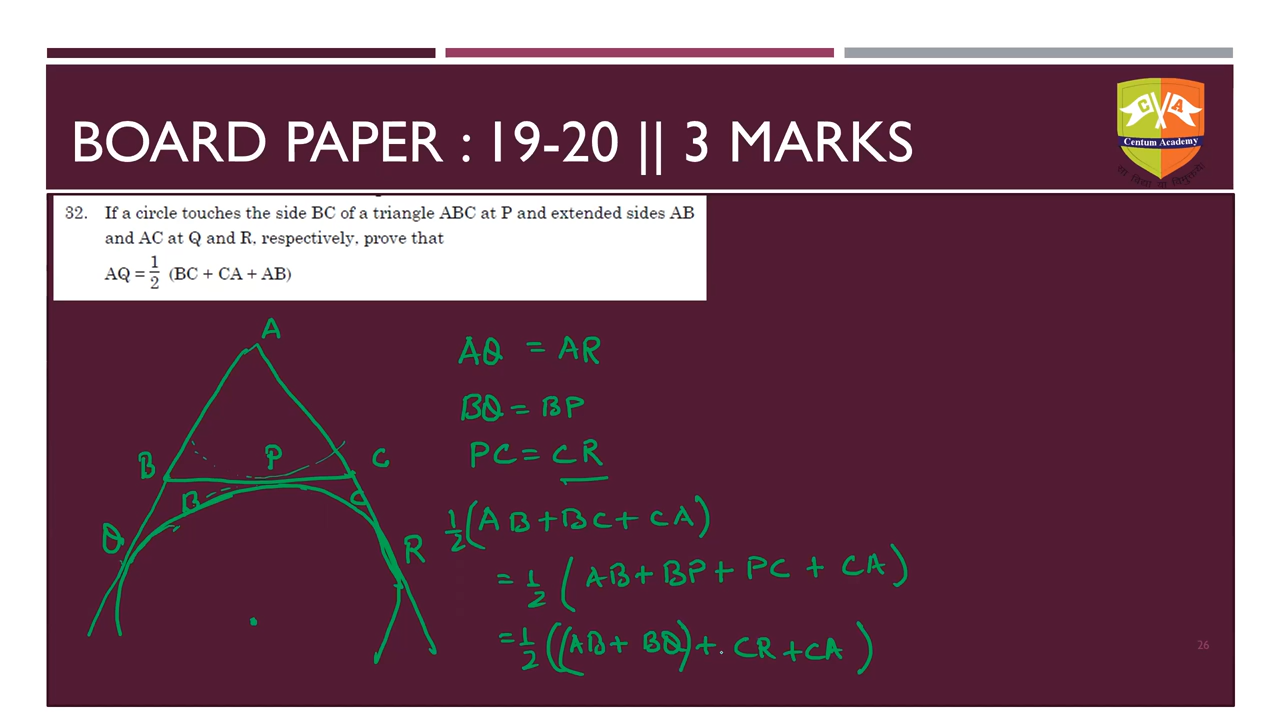 BOARD PAPER : 19-20 || 3 MARKS
C A
Centum Academy
32. If a circle touches the side BC of a triangle ABC at P and extended sides AB
and AC at Q and R, respectively, prove that
AQ = 1/2 (BC + CA + AB)
A
B
P
C
B
C
Q
R
AQ = AR
BQ = BP
PC = CR
1/2 (AB + BC + CA)
= 1/2 (AB + BP + PC + CA)
= 1/2 ((AB + BQ) + CR + CA)
26